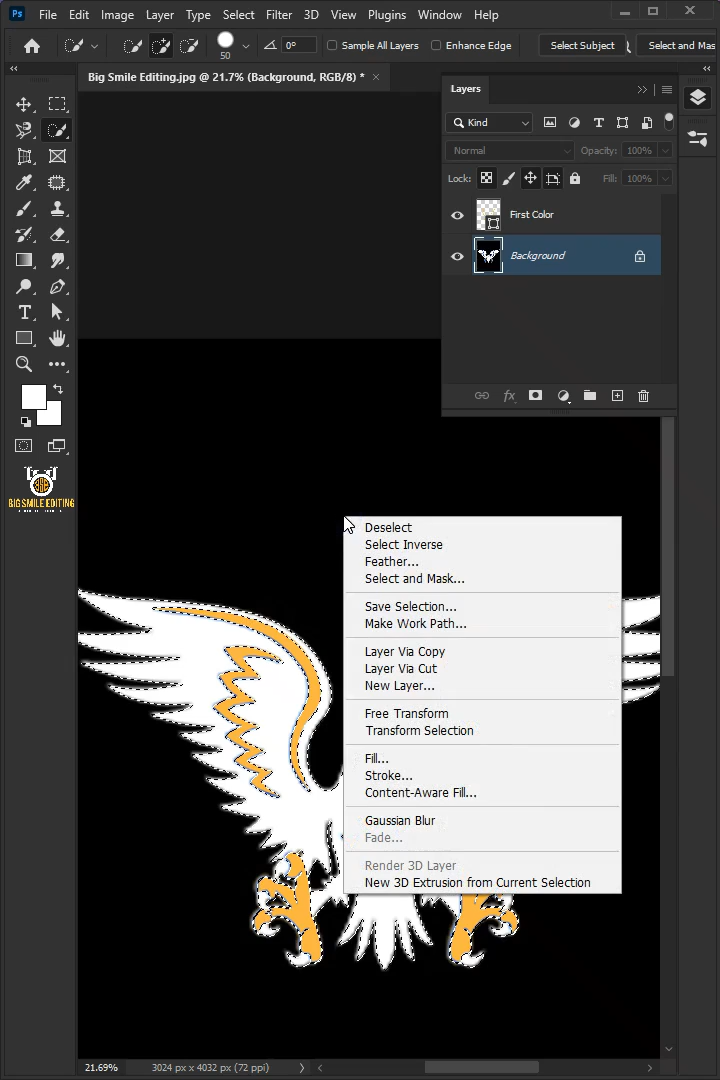 Ps File Edit Image Layer Type Select Filter 3D View Plugins Window Help
50 0° Sample All Layers Enhance Edge Select Subject Select and Mas
Big Smile Editing.jpg @ 21.7% (Background, RGB/8) *
Layers
Kind
Normal Opacity: 100%
Lock: Fill: 100%
First Color
Background
BIG SMILE EDITING
Deselect
Select Inverse
Feather...
Select and Mask...
Save Selection...
Make Work Path...
Layer Via Copy
Layer Via Cut
New Layer...
Free Transform
Transform Selection
Fill...
Stroke...
Content-Aware Fill...
Gaussian Blur
Fade...
Render 3D Layer
New 3D Extrusion from Current Selection
21.69% 3024 px x 4032 px (72 ppi)